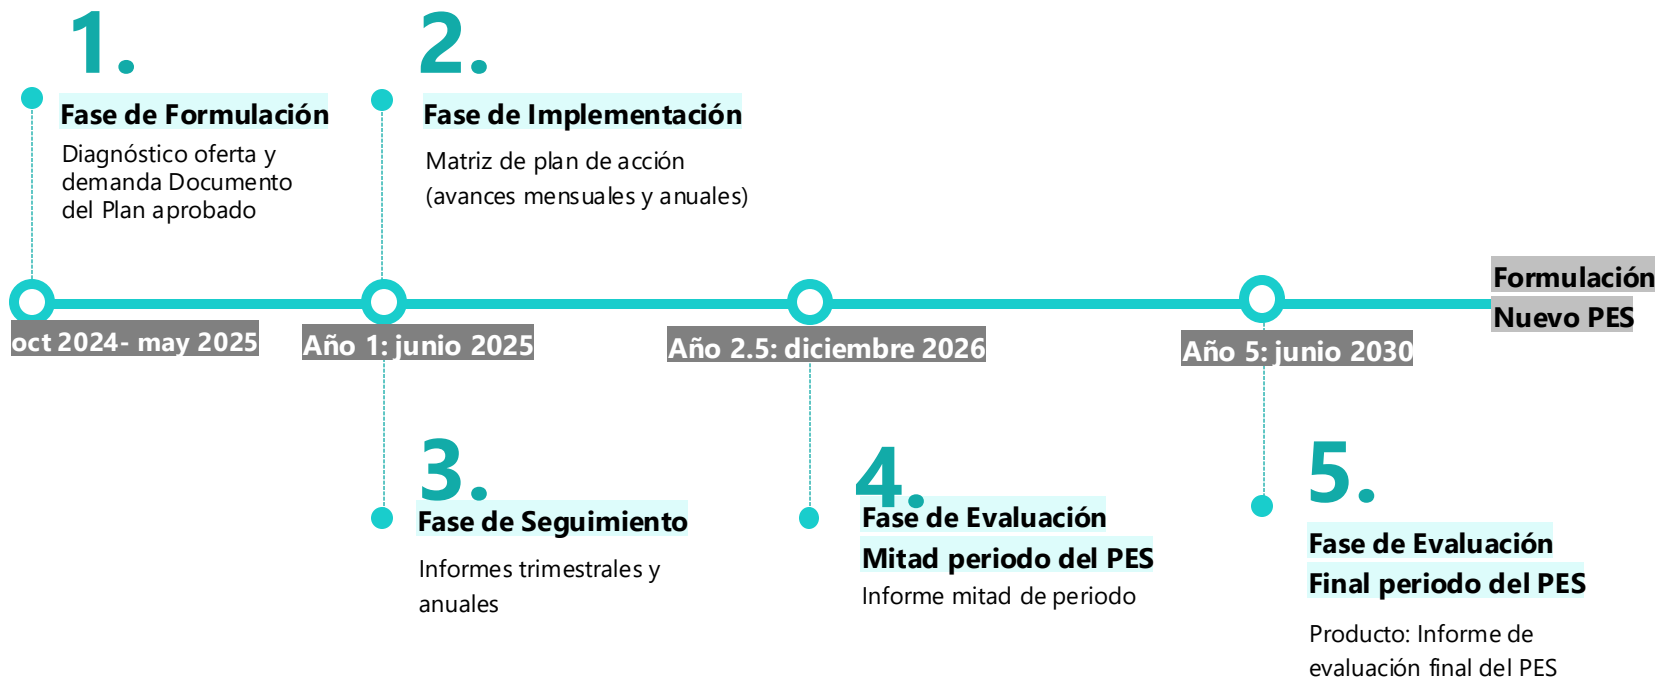 1.
Fase de Formulación
Diagnóstico oferta y
demanda Documento
del Plan aprobado
2.
Fase de Implementación
Matriz de plan de acción
(avances mensuales y anuales)
Formulación
Nuevo PES
oct 2024- may 2025
Año 1: junio 2025
Año 2.5: diciembre 2026
Año 5: junio 2030
3.
Fase de Seguimiento
Informes trimestrales y
anuales
4.
Fase de Evaluación
Mitad periodo del PES
Informe mitad de periodo
5.
Fase de Evaluación
Final periodo del PES
Producto: Informe de
evaluación final del PES